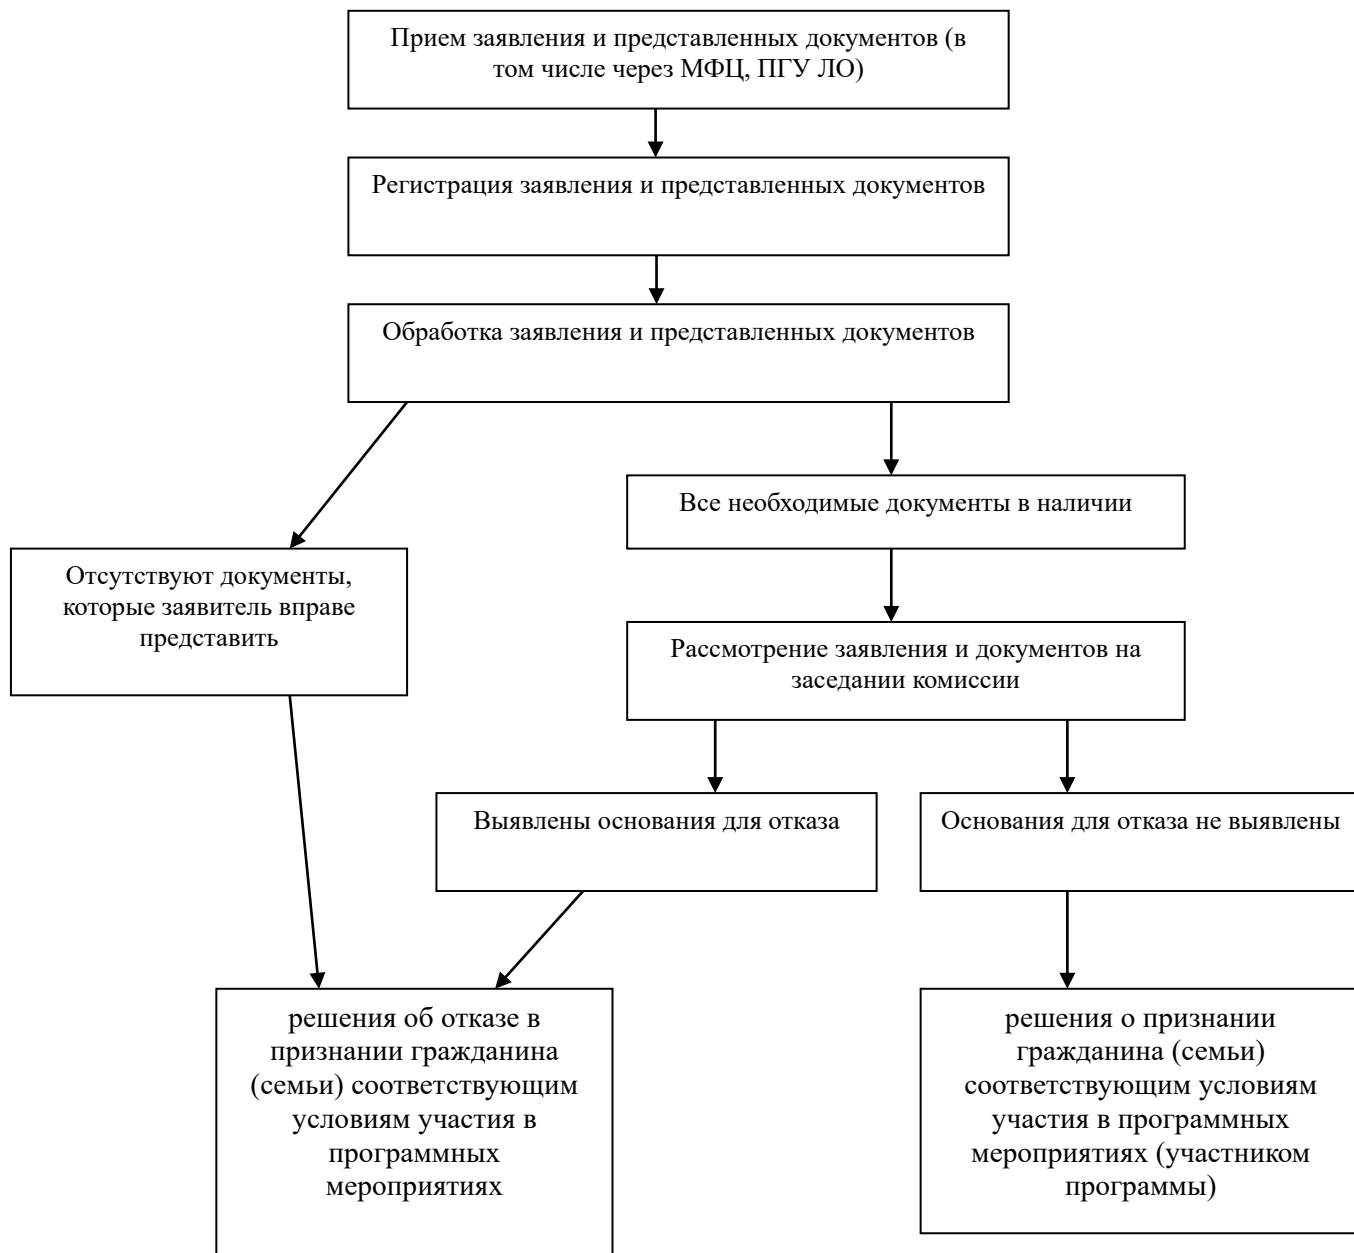 Прием заявления и представленных документов (в
том числе через МФЦ, ПГУ ЛО)
Регистрация заявления и представленных документов
Обработка заявления и представленных документов
Все необходимые документы в наличии
Отсутствуют документы,
которые заявитель вправе
представить
Рассмотрение заявления и документов на
заседании комиссии
Выявлены основания для отказа
Основания для отказа не выявлены
решения об отказе в
признании гражданина
(семьи) соответствующим
условиям участия в
программных
мероприятиях
решения о признании
гражданина (семьи)
соответствующим условиям
участия в программных
мероприятиях (участником
программы)